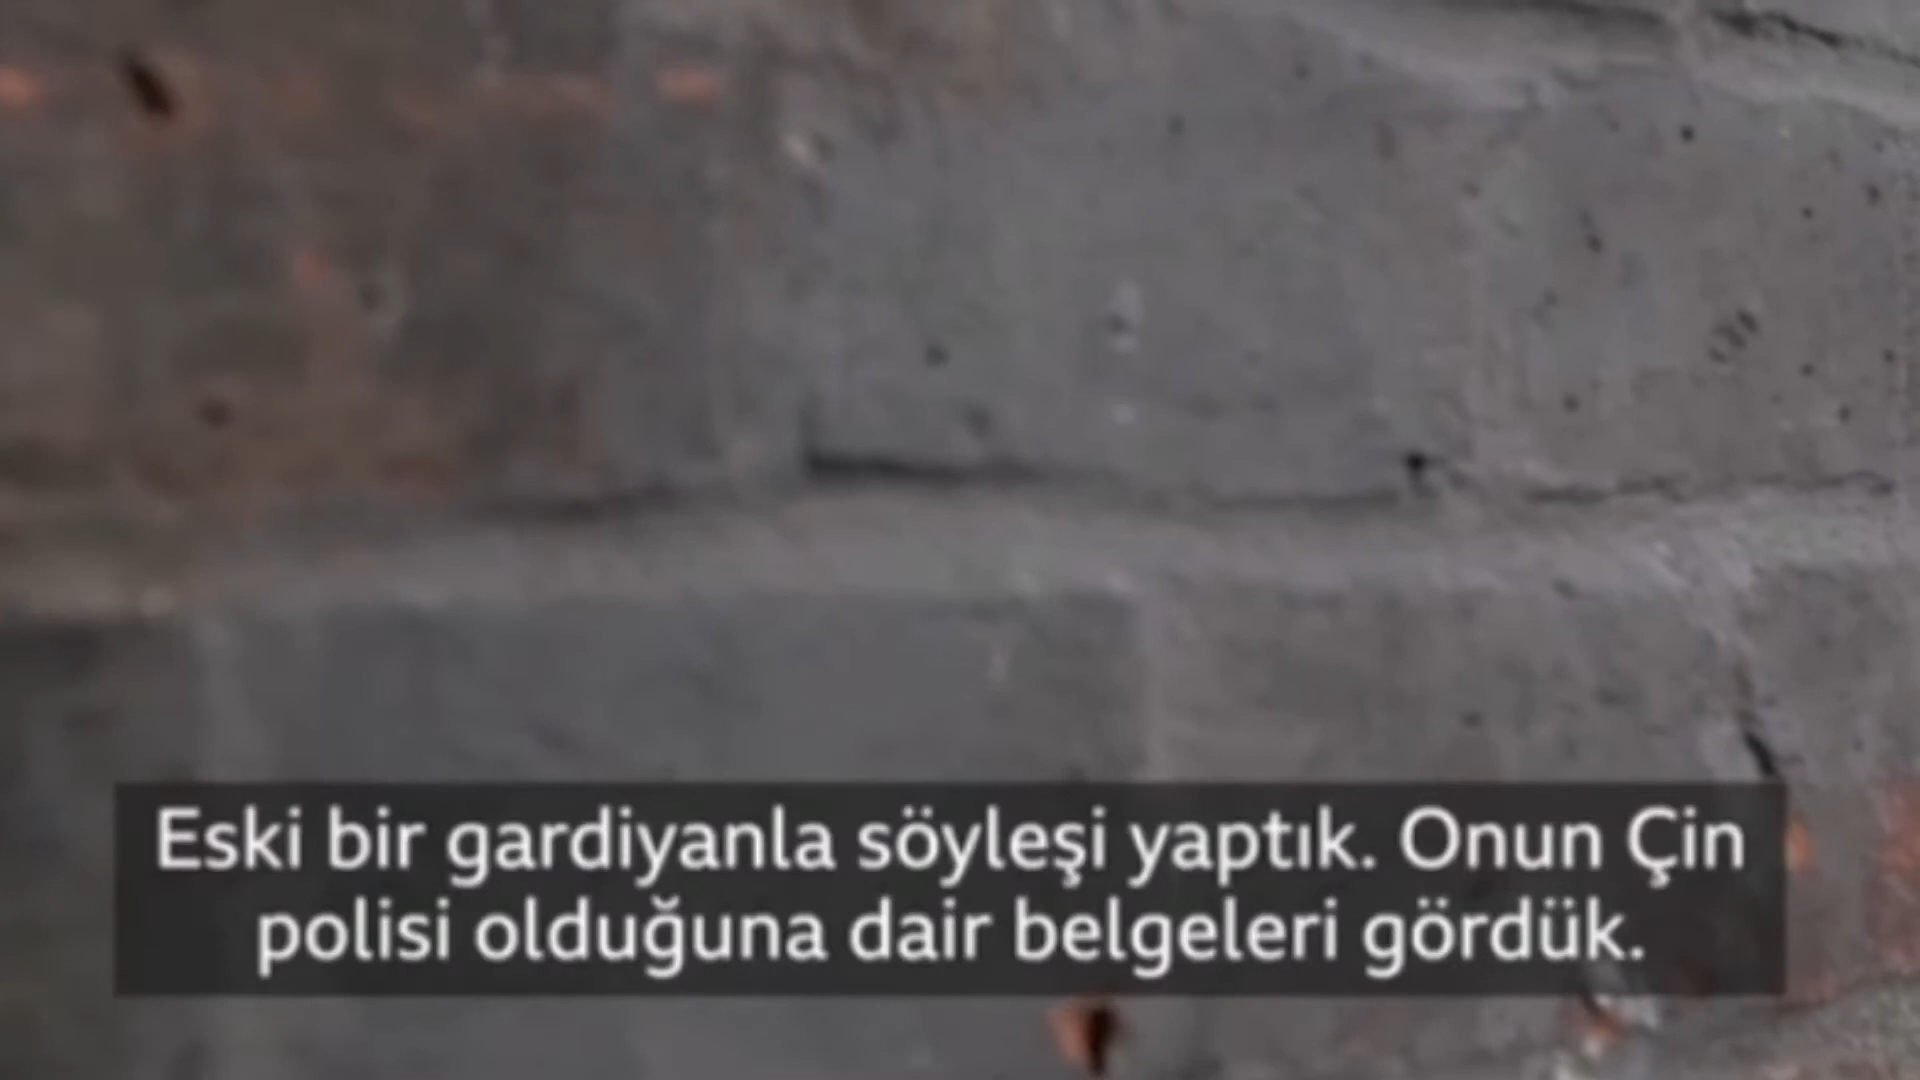 Eski bir gardiyanla söyleşi yaptık. Onun Çin
polisi olduğuna dair belgeleri gördük.